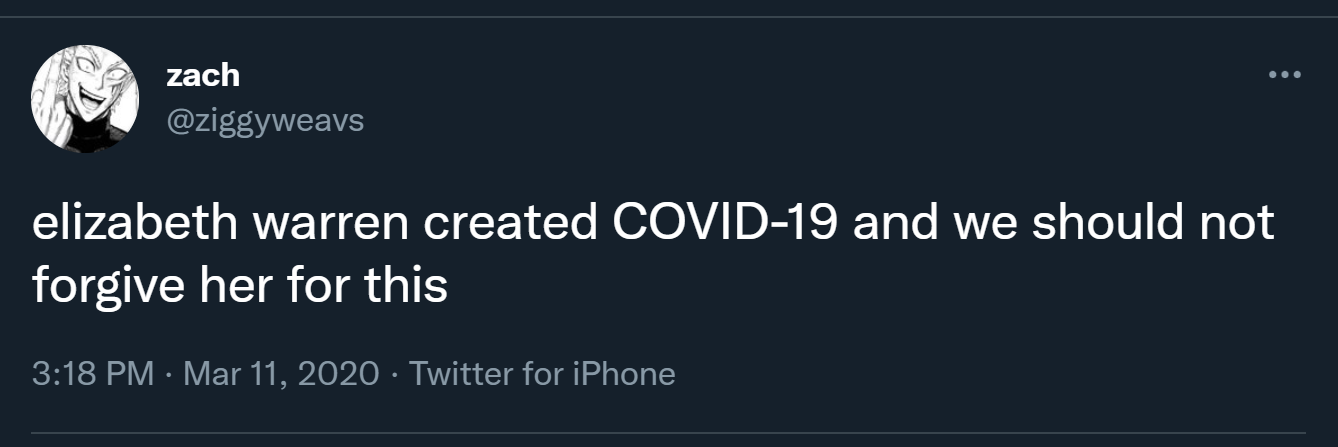 zach
@ziggyweavs
elizabeth warren created COVID-19 and we should not
forgive her for this
3:18 PM · Mar 11, 2020 · Twitter for iPhone